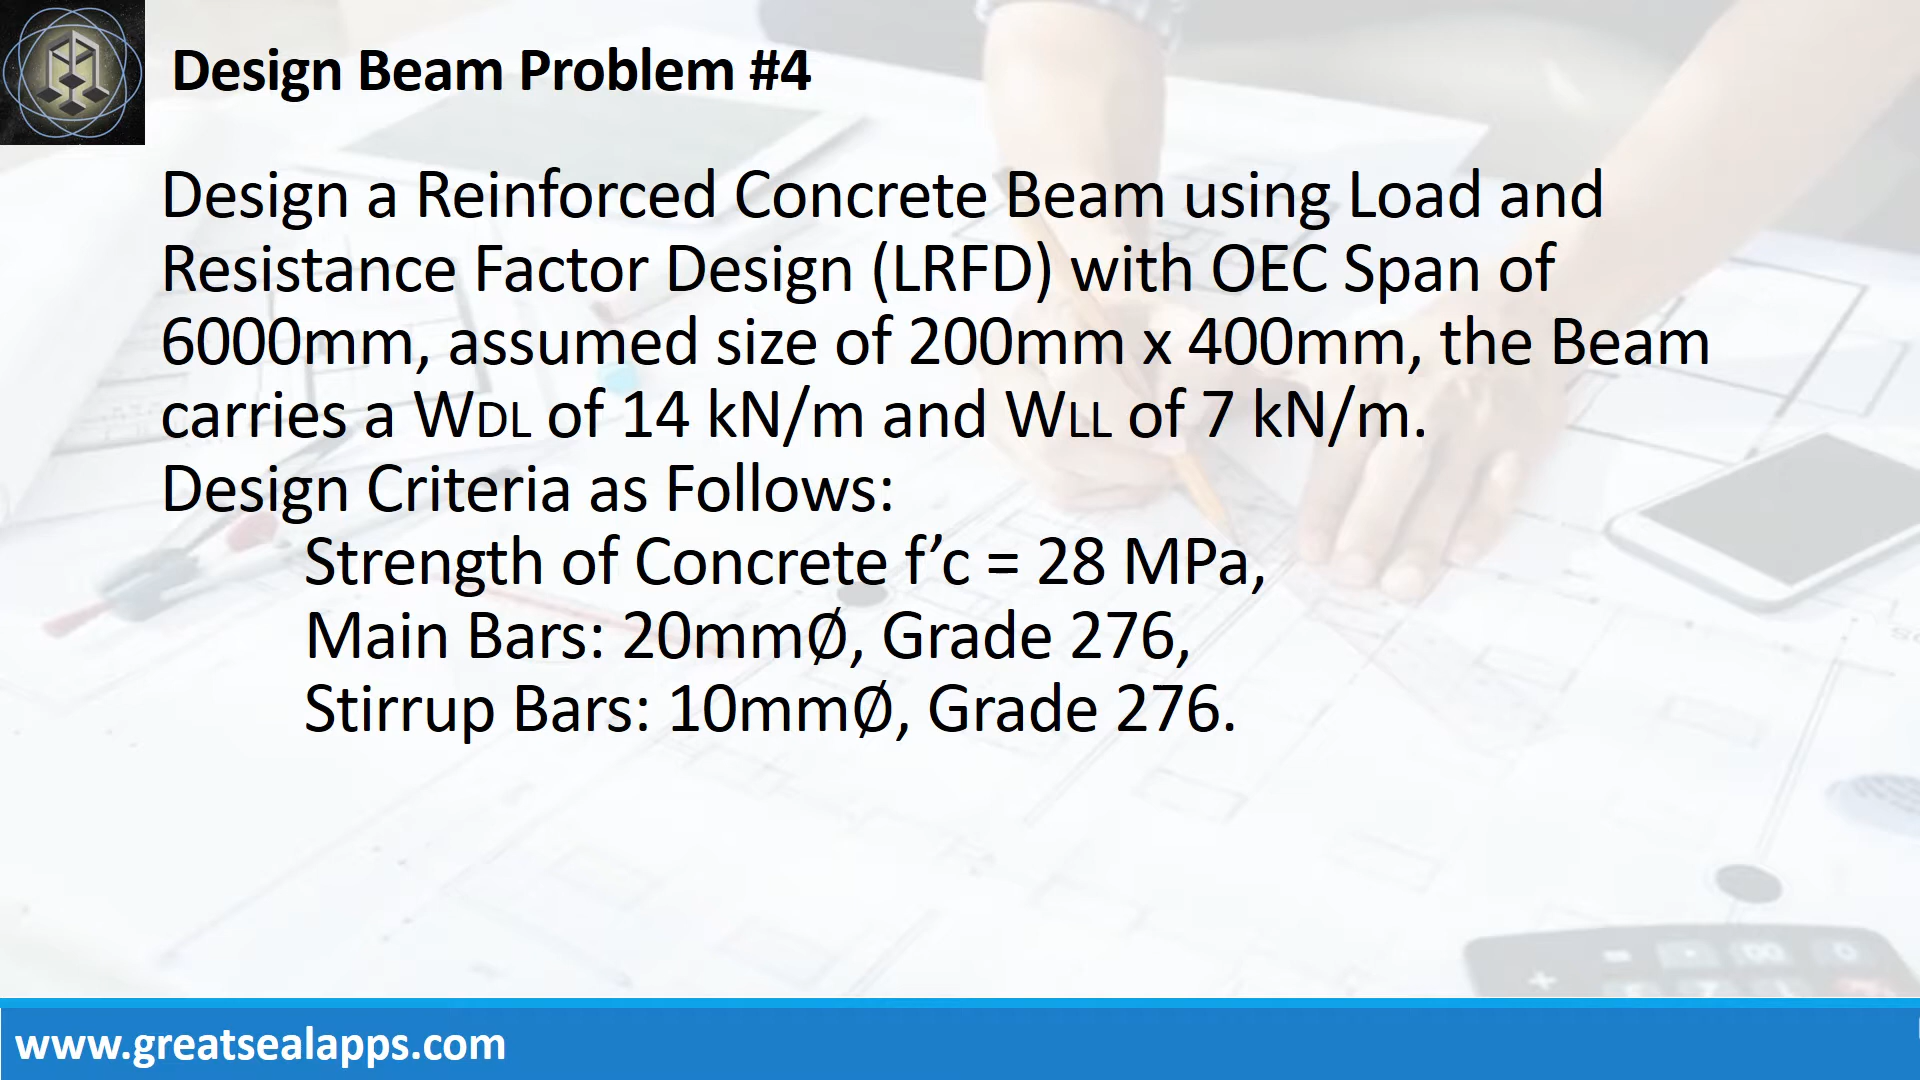 Design Beam Problem #4
Design a Reinforced Concrete Beam using Load and
Resistance Factor Design (LRFD) with OEC Span of
6000mm, assumed size of 200mm x 400mm, the Beam
carries a WDL of 14 kN/m and WLL of 7 kN/m.
Design Criteria as Follows:
Strength of Concrete f’c = 28 MPa,
Main Bars: 20mmØ, Grade 276,
Stirrup Bars: 10mmØ, Grade 276.
www.greatsealapps.com